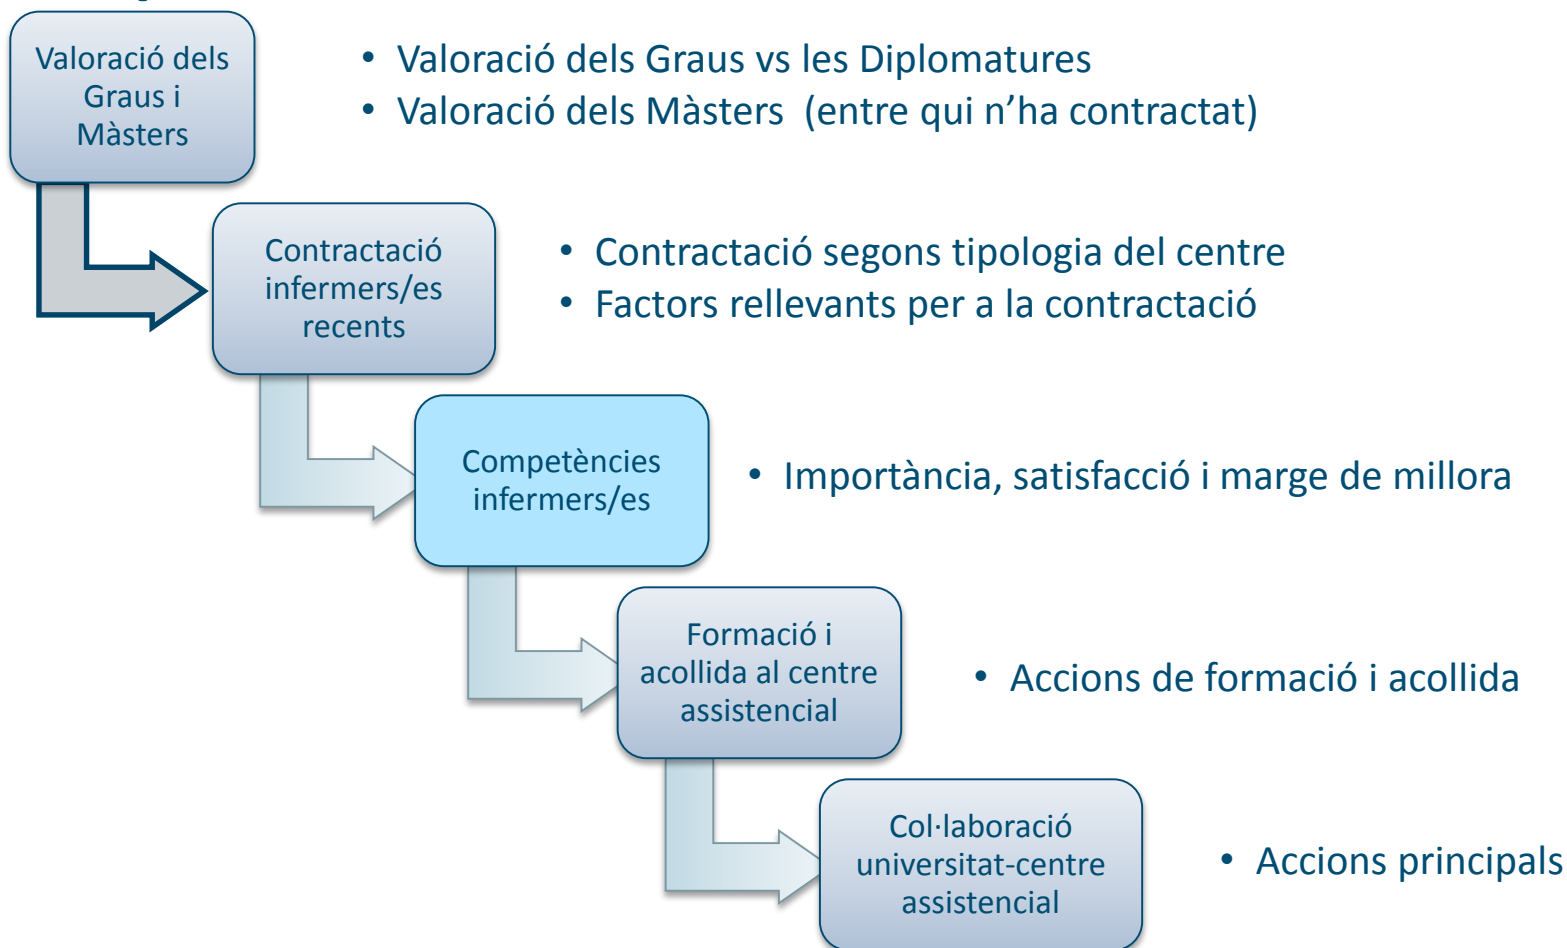 Valoració dels
Graus i
Màsters
• Valoració dels Graus vs les Diplomatures
• Valoració dels Màsters (entre qui n’ha contractat)
Contractació
infermers/es
recents
• Contractació segons tipologia del centre
• Factors rellevants per a la contractació
Competències
infermers/es
• Importància, satisfacció i marge de millora
Formació i
acollida al centre
assistencial
• Accions de formació i acollida
Col·laboració
universitat-centre
assistencial
• Accions principals